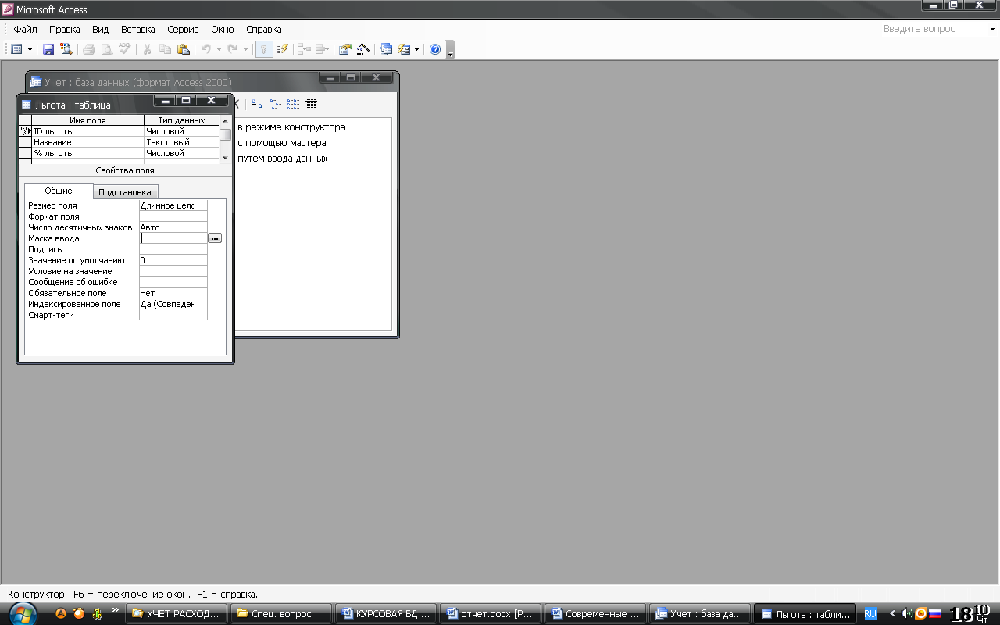 Microsoft Access
Файл Правка Вид Вставка Сервис Окно Справка Введите вопрос
Учет : база данных (формат Access 2000)
Льгота : таблица
Имя поля Тип данных
ID льготы Числовой
Название Текстовый
% льготы Числовой
Свойства поля
Общие Подстановка
Размер поля Длинное цело
Формат поля
Число десятичных знаков Авто
Маска ввода
Подпись
Значение по умолчанию 0
Условие на значение
Сообщение об ошибке
Обязательное поле Нет
Индексированное поле Да (Совпаден
Смарт-теги
в режиме конструктора
с помощью мастера
путем ввода данных
Конструктор. F6 = переключение окон. F1 = справка.
УЧЕТ РАСХОД... Спец. вопрос КУРСОВАЯ БД ... отчет.docx [Р... Современные ... Учет : база да... Льгота : табли... RU 18 10 ЧТ